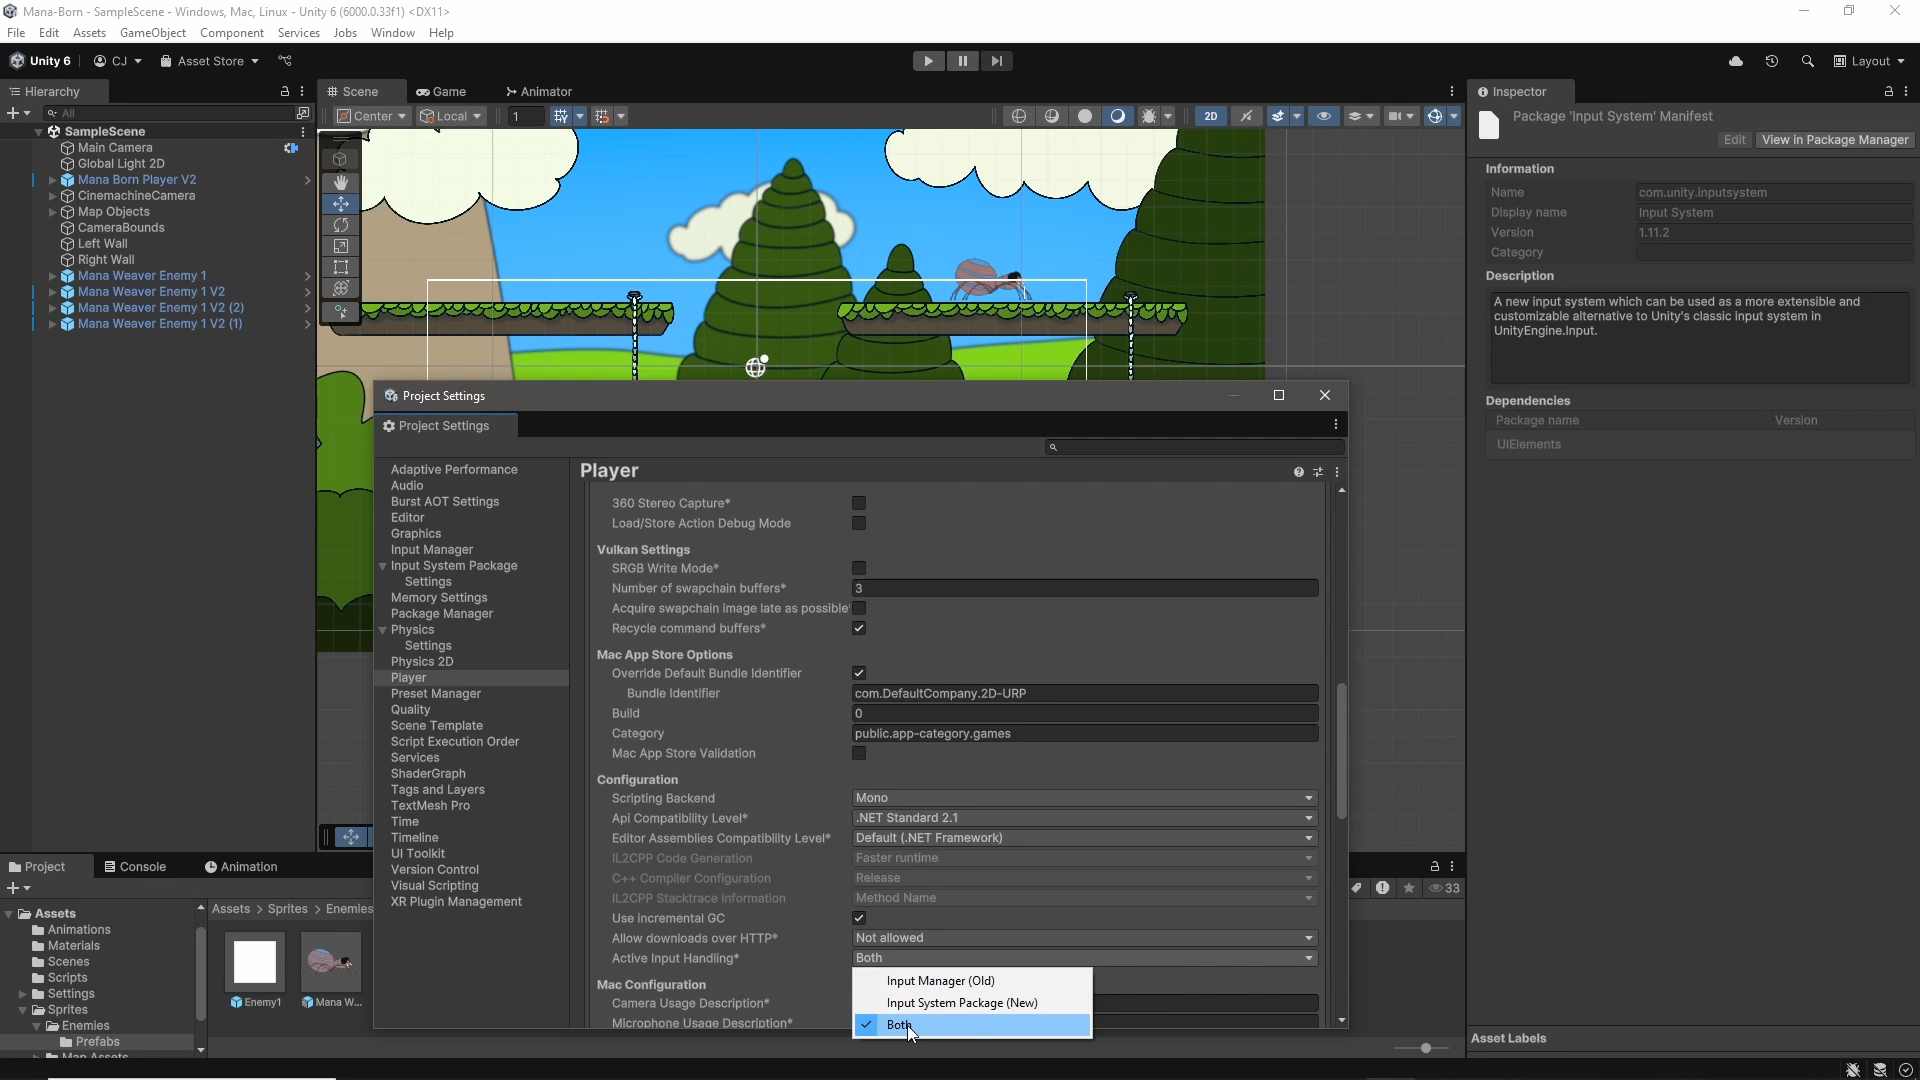 Mana-Born - SampleScene - Windows, Mac, Linux - Unity 6 (6000.0.33f1) <DX11>
File Edit Assets GameObject Component Services Jobs Window Help
Unity 6 CJ Asset Store Layout
Hierarchy
All
SampleScene
Main Camera
Global Light 2D
Mana Born Player V2
CinemachineCamera
Map Objects
CameraBounds
Left Wall
Right Wall
Mana Weaver Enemy 1
Mana Weaver Enemy 1 V2
Mana Weaver Enemy 1 V2 (2)
Mana Weaver Enemy 1 V2 (1)
Scene Game Animator
Center Local 1 2D
Inspector
Package 'Input System' Manifest
Edit View in Package Manager
Information
Name com.unity.inputsystem
Display name Input System
Version 1.11.2
Category
Description
A new input system which can be used as a more extensible and
customizable alternative to Unity's classic input system in
UnityEngine.Input.
Dependencies
Package name Version
UIElements
Asset Labels
Project Settings
Project Settings
Adaptive Performance
Audio
Burst AOT Settings
Editor
Graphics
Input Manager
Input System Package
Settings
Memory Settings
Package Manager
Physics
Settings
Physics 2D
Player
Preset Manager
Quality
Scene Template
Script Execution Order
Services
ShaderGraph
Tags and Layers
TextMesh Pro
Time
Timeline
UI Toolkit
Version Control
Visual Scripting
XR Plugin Management
Player
360 Stereo Capture*
Load/Store Action Debug Mode
Vulkan Settings
SRGB Write Mode*
Number of swapchain buffers* 3
Acquire swapchain image late as possible*
Recycle command buffers*
Mac App Store Options
Override Default Bundle Identifier
Bundle Identifier com.DefaultCompany.2D-URP
Build 0
Category public.app-category.games
Mac App Store Validation
Configuration
Scripting Backend Mono
Api Compatibility Level* .NET Standard 2.1
Editor Assemblies Compatibility Level* Default (.NET Framework)
IL2CPP Code Generation Faster runtime
C++ Compiler Configuration Release
IL2CPP Stacktrace Information Method Name
Use incremental GC
Allow downloads over HTTP* Not allowed
Active Input Handling* Both
Input Manager (Old)
Input System Package (New)
Both
Mac Configuration
Camera Usage Description*
Microphone Usage Description*
Project Console Animation
33
Assets
Animations
Materials
Scenes
Scripts
Settings
Sprites
Enemies
Prefabs
Map Assets
Assets > Sprites > Enemies
Enemy1 Mana W...